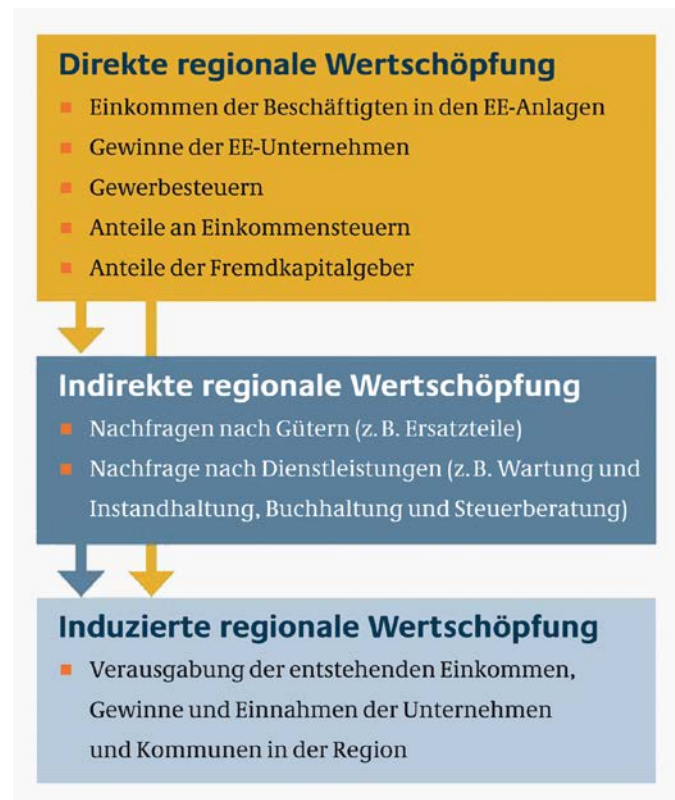 Direkte regionale Wertschöpfung
▪ Einkommen der Beschäftigten in den EE-Anlagen
▪ Gewinne der EE-Unternehmen
▪ Gewerbesteuern
▪ Anteile an Einkommensteuern
▪ Anteile der Fremdkapitalgeber
Indirekte regionale Wertschöpfung
▪ Nachfragen nach Gütern (z. B. Ersatzteile)
▪ Nachfrage nach Dienstleistungen (z. B. Wartung und
Instandhaltung, Buchhaltung und Steuerberatung)
Induzierte regionale Wertschöpfung
▪ Verausgabung der entstehenden Einkommen,
Gewinne und Einnahmen der Unternehmen
und Kommunen in der Region